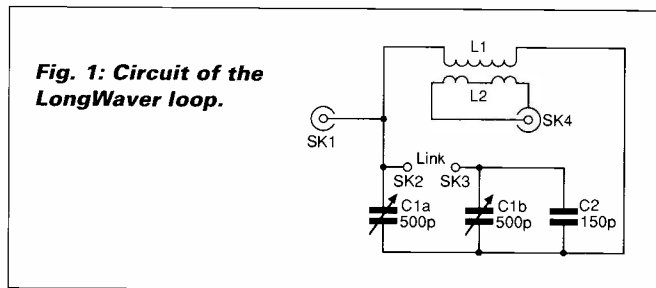 Fig. 1: Circuit of the
LongWaver loop.
L1
L2
SK4
SK1
Link
SK2 SK3
C1a
500p
C1b
500p
C2
150p